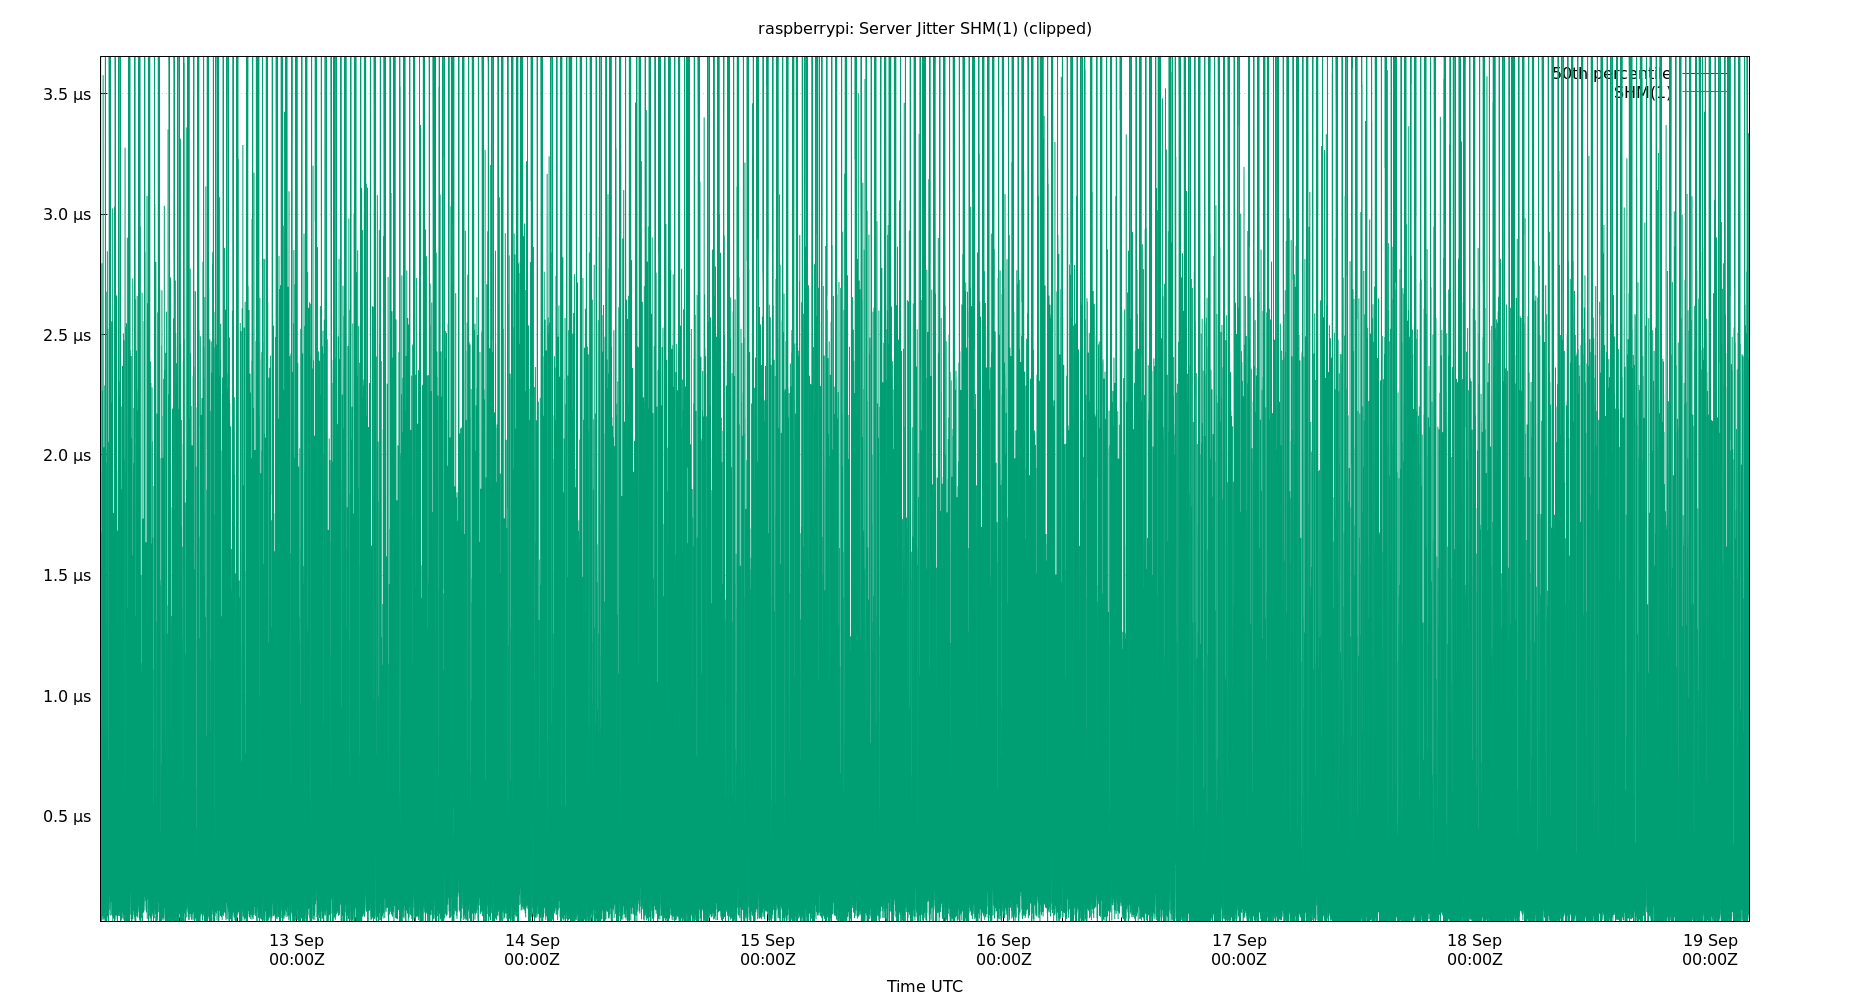 raspberrypi: Server Jitter SHM(1) (clipped)
50th percentile
SHM(1)
3.5 µs
3.0 µs
2.5 µs
2.0 µs
1.5 µs
1.0 µs
0.5 µs
13 Sep 14 Sep 15 Sep 16 Sep 17 Sep 18 Sep 19 Sep
00:00Z 00:00Z 00:00Z 00:00Z 00:00Z 00:00Z 00:00Z
Time UTC